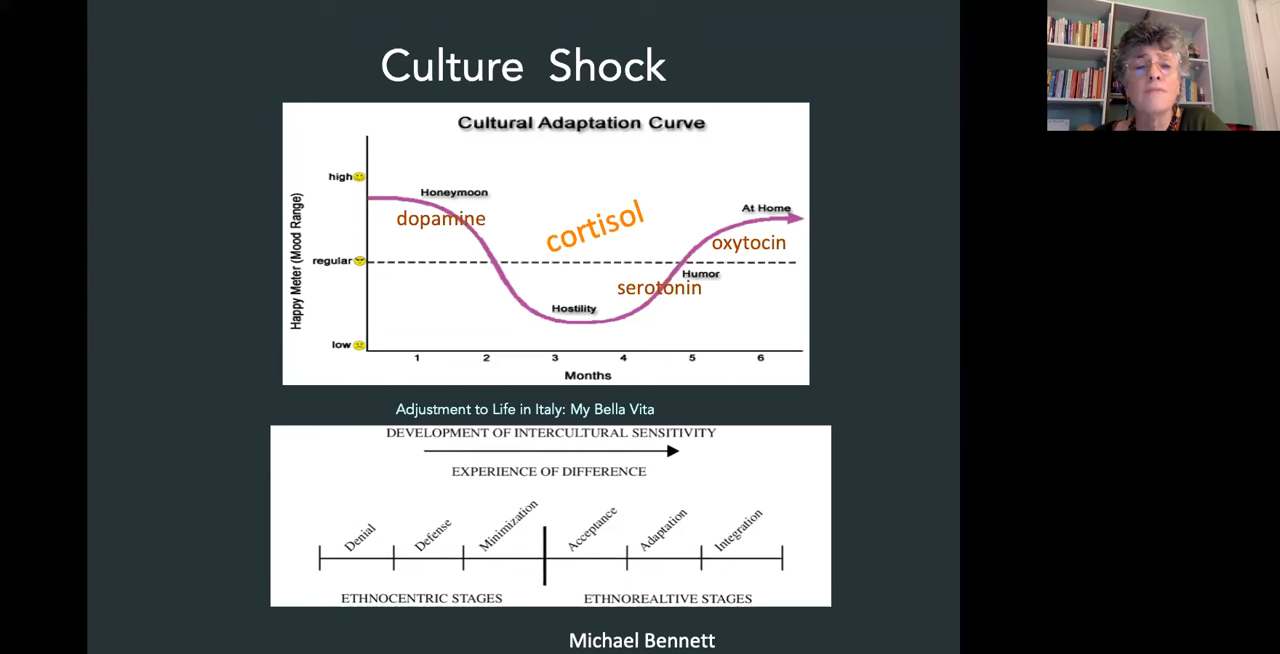 Culture Shock
Cultural Adaptation Curve
high
Honeymoon
dopamine
cortisol
At Home
oxytocin
Happy Meter (Mood Range)
regular
Humor
serotonin
Hostility
low
1 2 3 4 5 6
Months
Adjustment to Life in Italy: My Bella Vita
DEVELOPMENT OF INTERCULTURAL SENSITIVITY
EXPERIENCE OF DIFFERENCE
Denial
Defense
Minimization
Acceptance
Adaptation
Integration
ETHNOCENTRIC STAGES
ETHNOREALTIVE STAGES
Michael Bennett